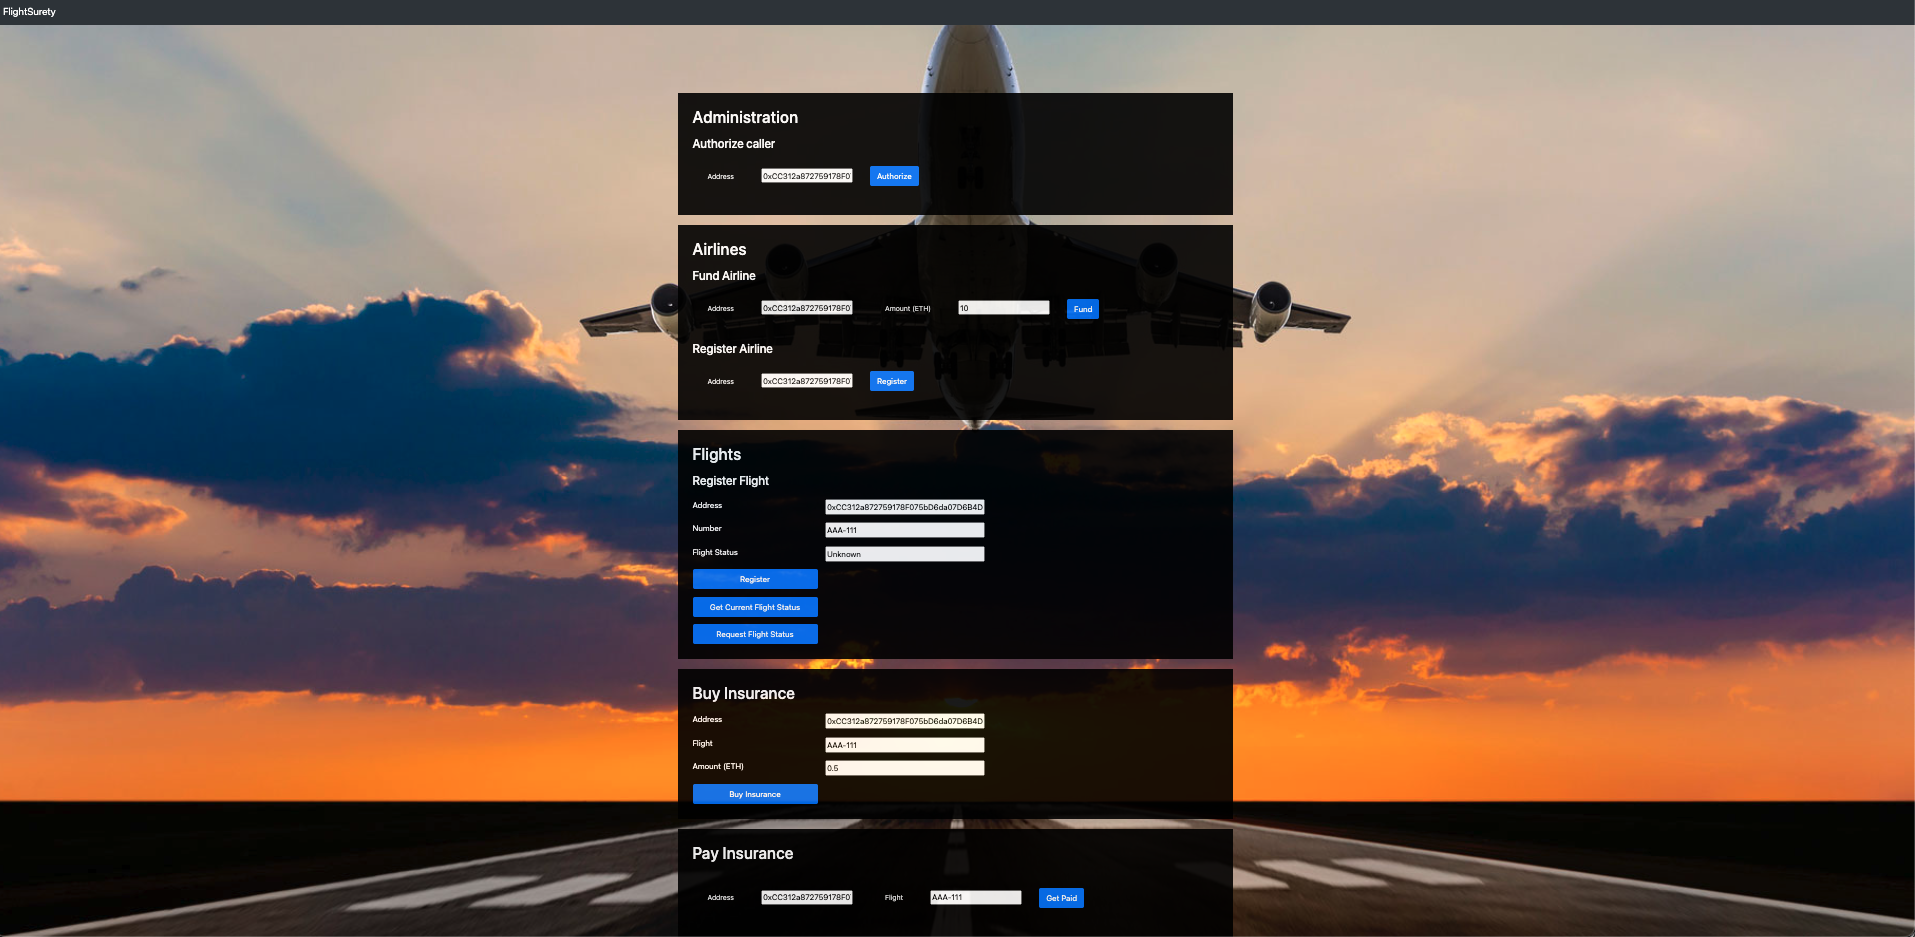 FlightSurety
Administration
Authorize caller
Address 0xCC312a872759178F0 Authorize
Airlines
Fund Airline
Address 0xCC312a872759178F0 Amount (ETH) 10 Fund
Register Airline
Address 0xCC312a872759178F0 Register
Flights
Register Flight
Address 0xCC312a872759178F075bD6da07D6B4D
Number AAA-111
Flight Status Unknown
Register
Get Current Flight Status
Request Flight Status
Buy Insurance
Address 0xCC312a872759178F075bD6da07D6B4D
Flight AAA-111
Amount (ETH) 0.5
Buy Insurance
Pay Insurance
Address 0xCC312a872759178F0 Flight AAA-111 Get Paid